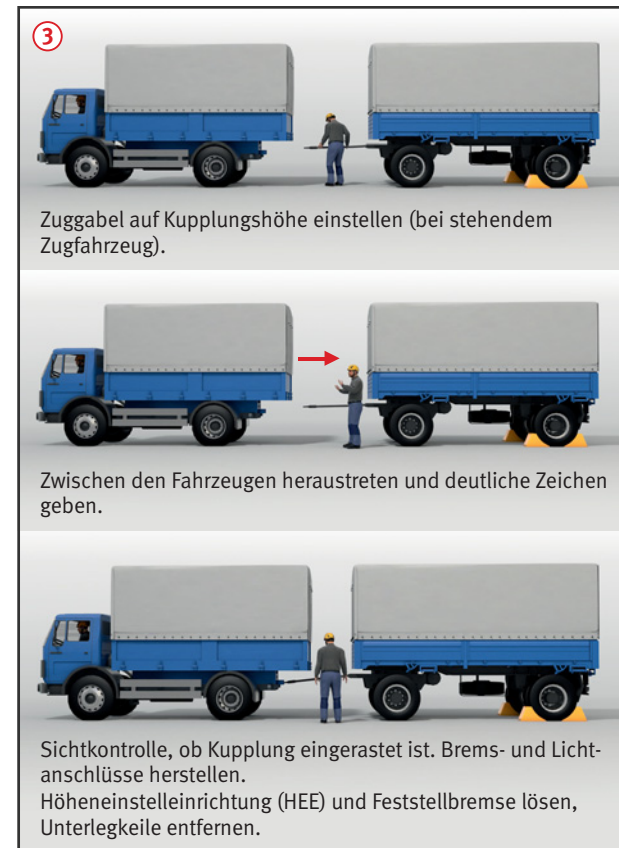 3
Zuggabel auf Kupplungshöhe einstellen (bei stehendem
Zugfahrzeug).
Zwischen den Fahrzeugen heraustreten und deutliche Zeichen
geben.
Sichtkontrolle, ob Kupplung eingerastet ist. Brems- und Licht-
anschlüsse herstellen.
Höheneinstelleinrichtung (HEE) und Feststellbremse lösen,
Unterlegkeile entfernen.